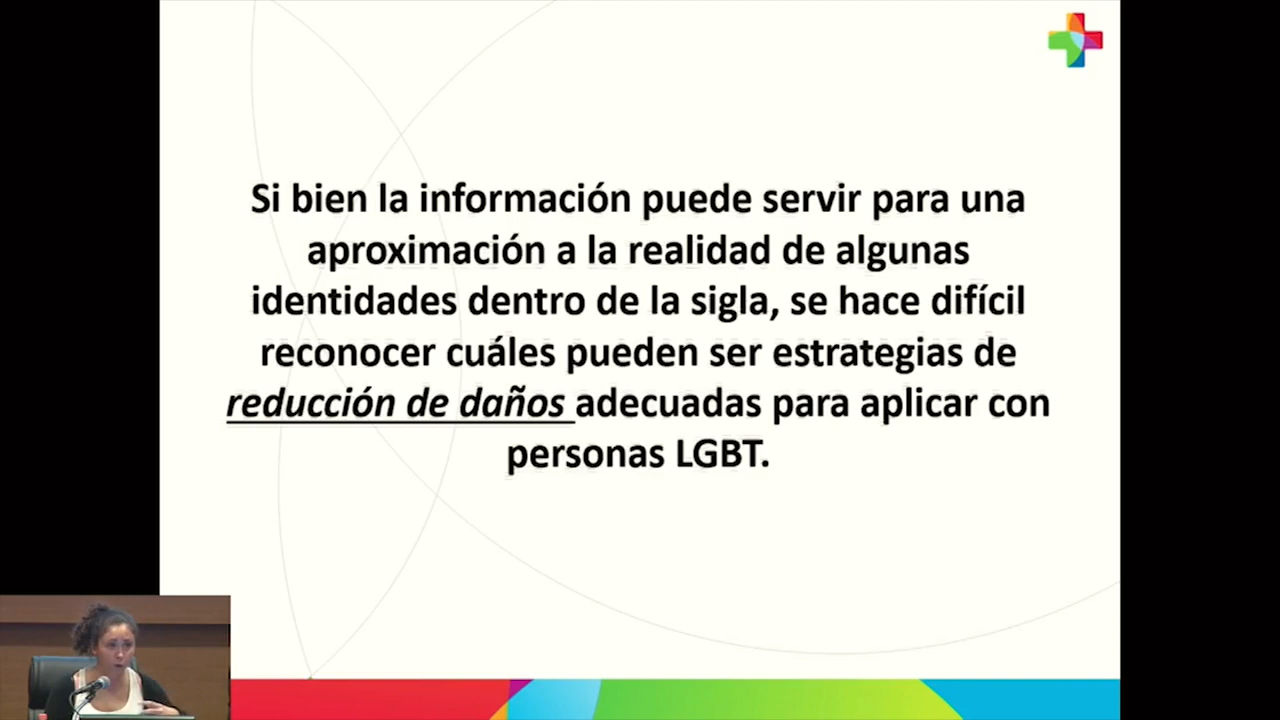 Si bien la información puede servir para una
aproximación a la realidad de algunas
identidades dentro de la sigla, se hace difícil
reconocer cuáles pueden ser estrategias de
reducción de daños adecuadas para aplicar con
personas LGBT.